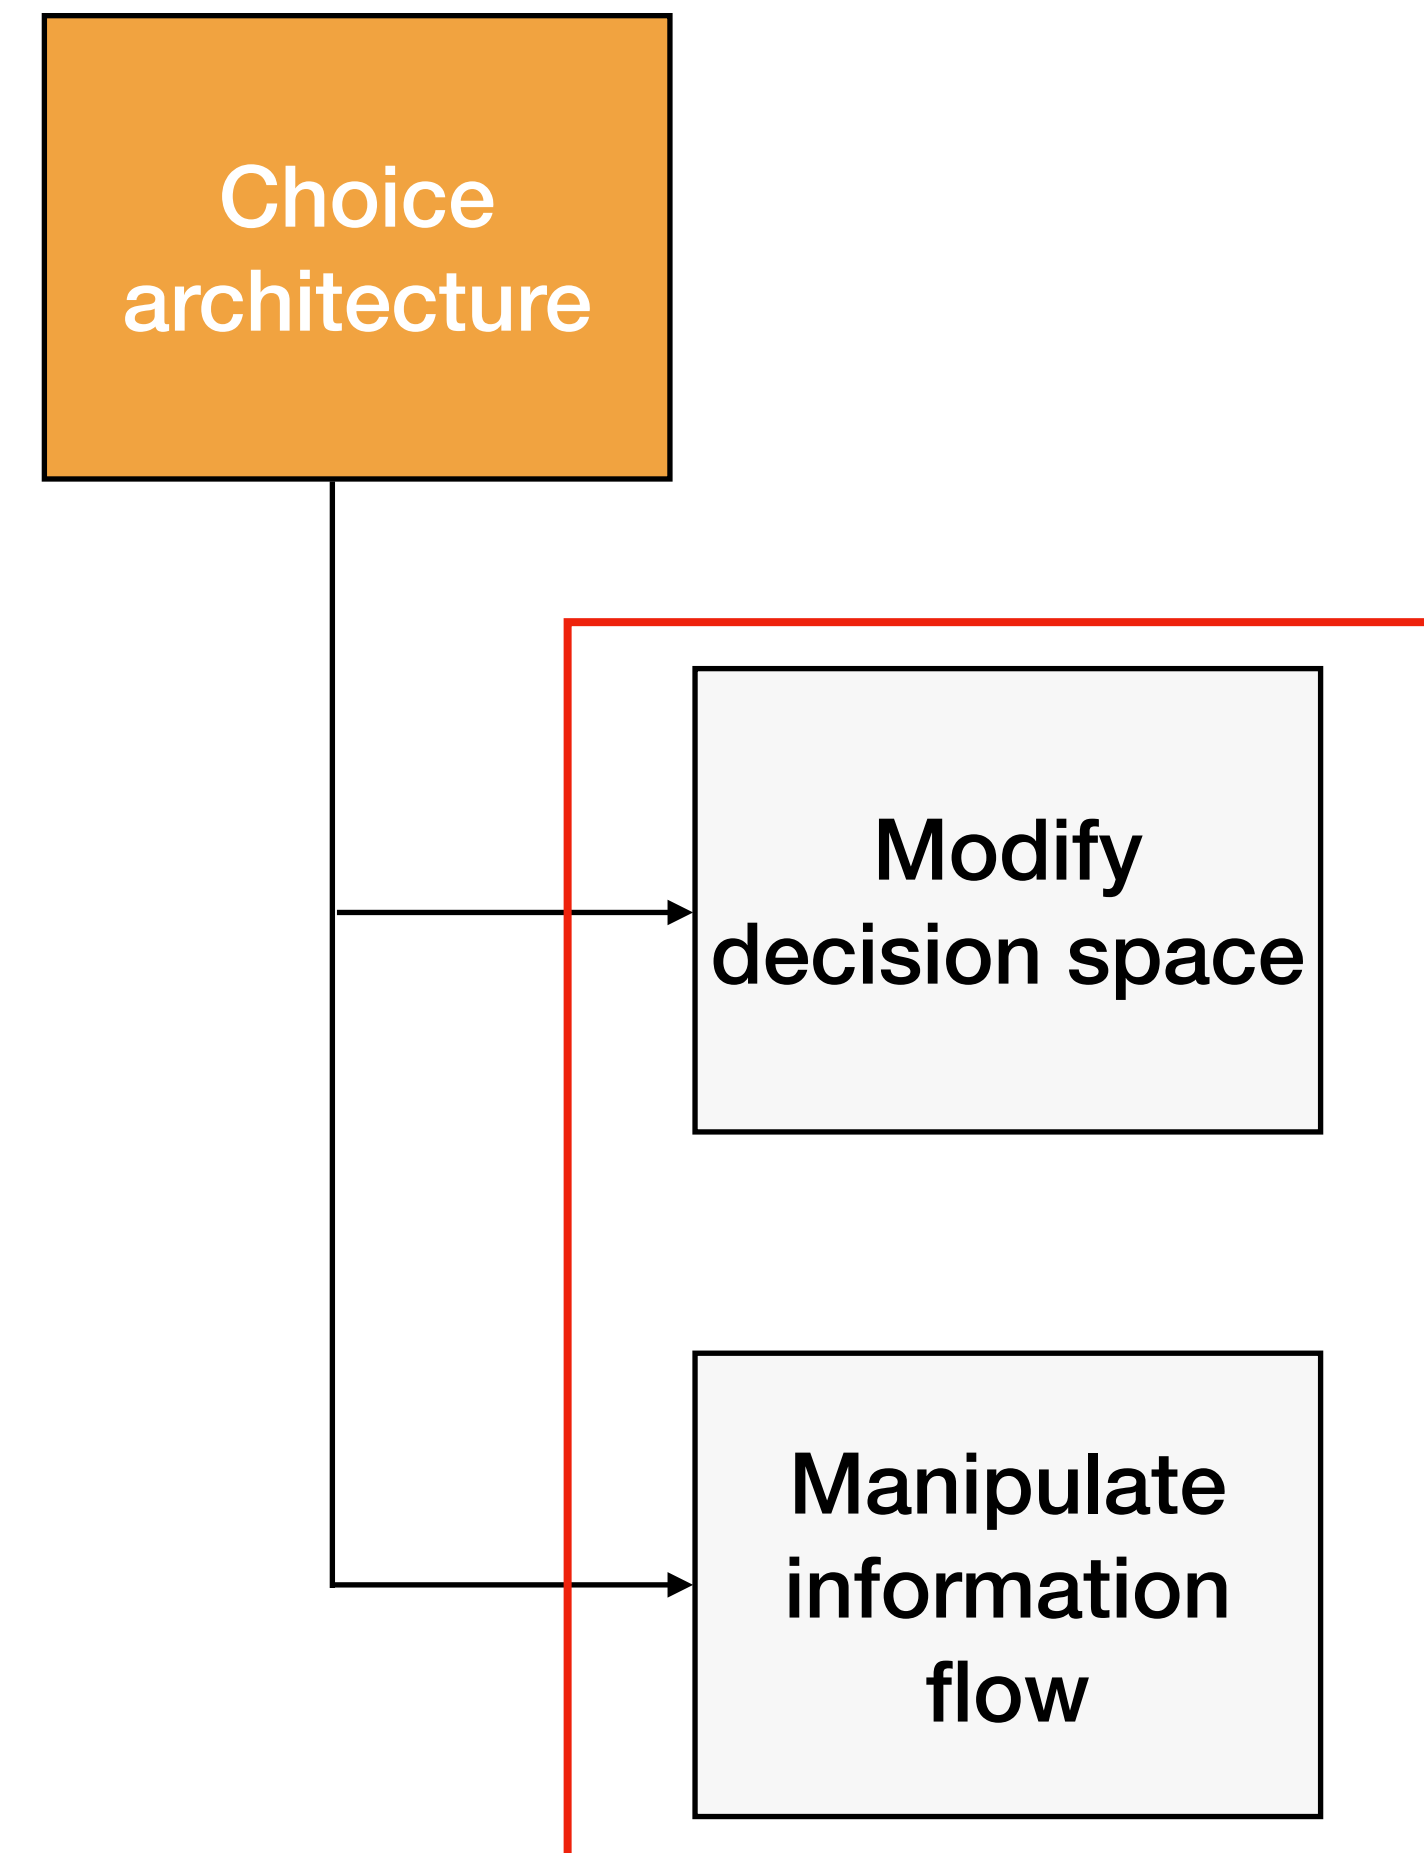 Choice
architecture
Modify
decision space
Manipulate
information
flow